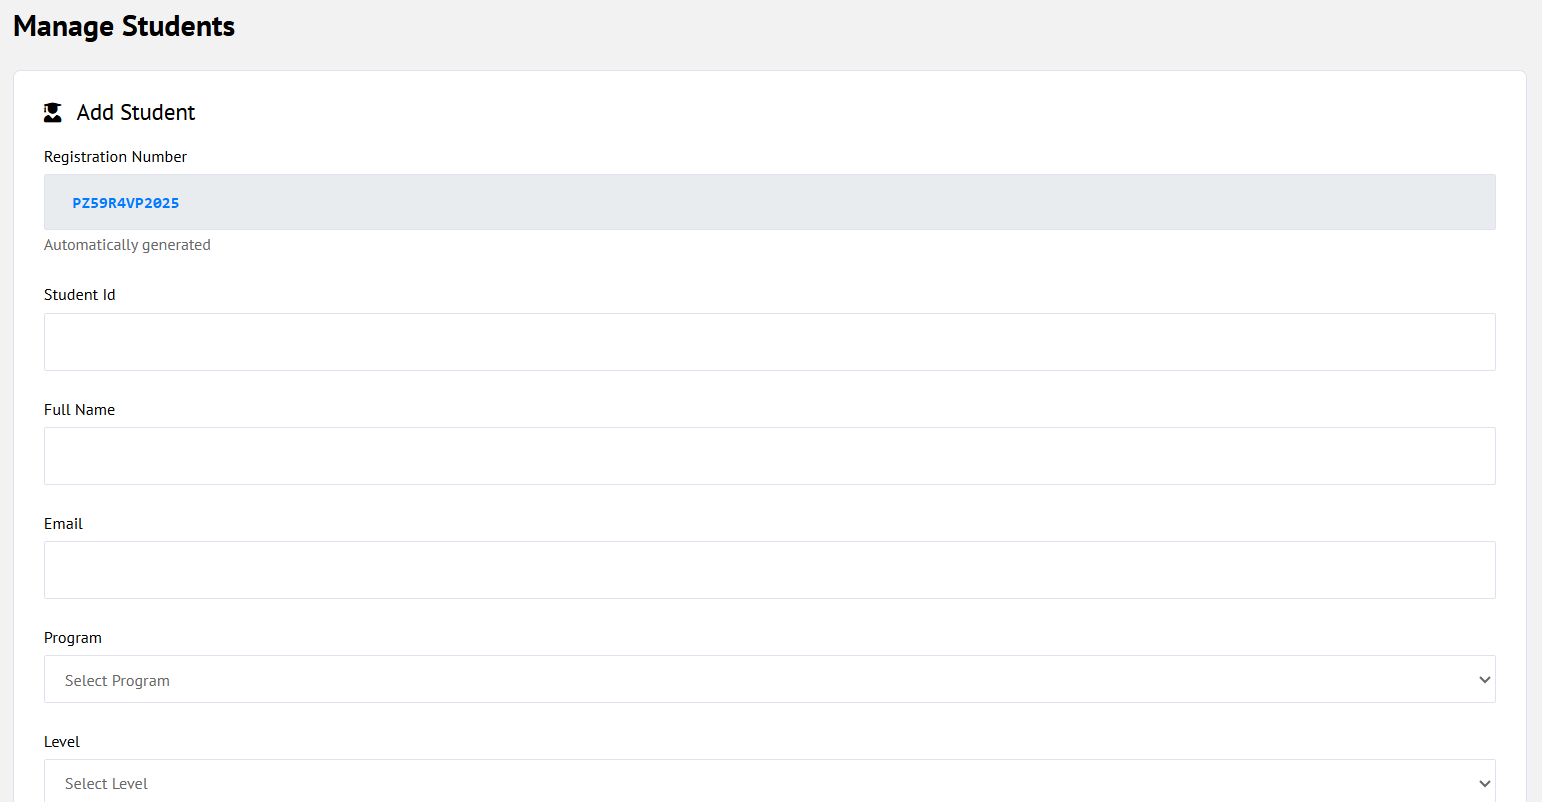 Manage Students
Add Student
Registration Number
PZ59R4VP2025
Automatically generated
Student Id
Full Name
Email
Program
Select Program
Level
Select Level